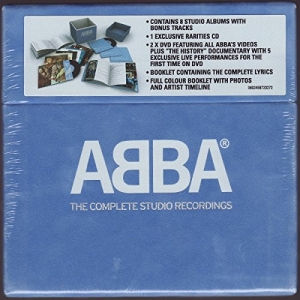 • CONTAINS 8 STUDIO ALBUMS WITH
BONUS TRACKS
• 1 EXCLUSIVE RARITIES CD
• 2 X DVD FEATURING ALL ABBA'S VIDEOS
PLUS "THE HISTORY" DOCUMENTARY WITH 5
EXCLUSIVE LIVE PERFORMANCES FOR THE
FIRST TIME ON DVD
• BOOKLET CONTAINING THE COMPLETE LYRICS
• FULL COLOUR BOOKLET WITH PHOTOS
AND ARTIST TIMELINE
ABBA®
THE COMPLETE STUDIO RECORDINGS